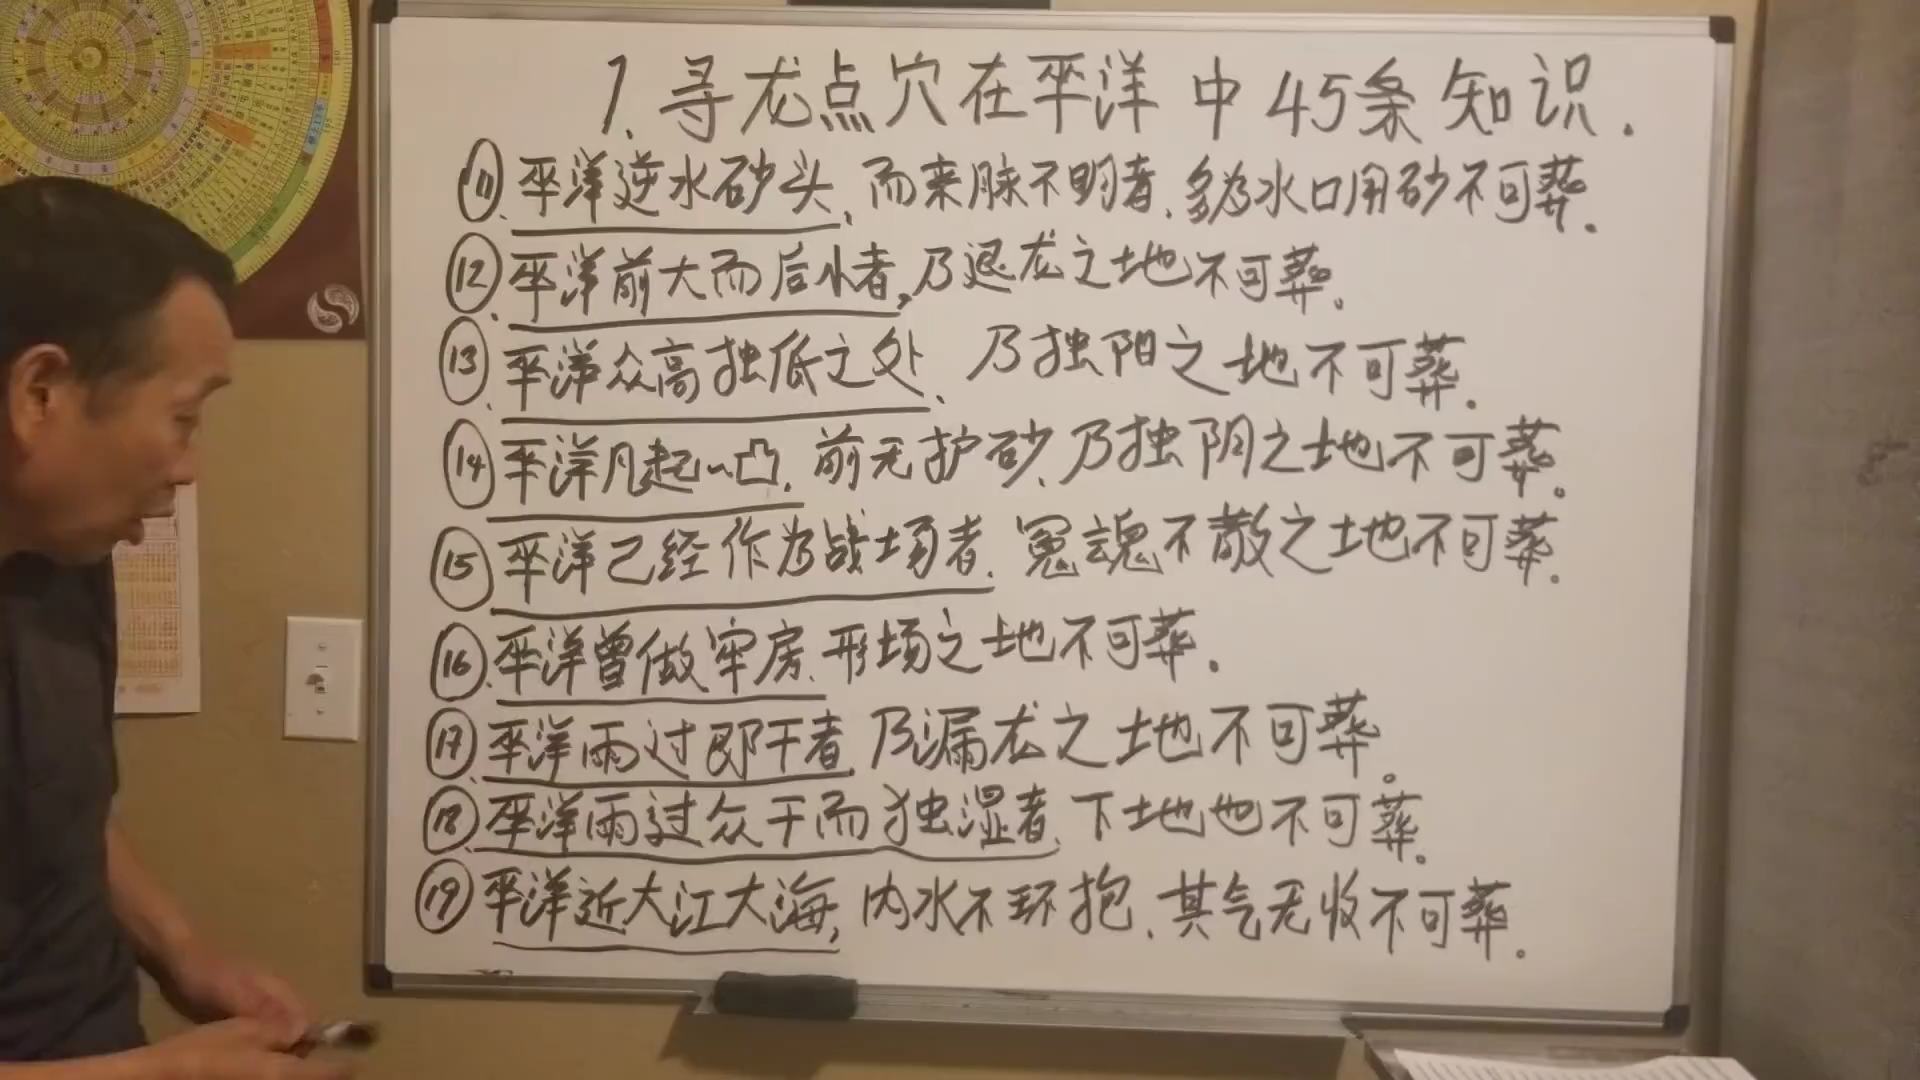 1. 寻龙点穴在平洋中45条知识.
⑪. 平洋逆水砂头、而来脉不明者、多为水口用砂不可葬.
⑫. 平洋前大而后小者,乃退龙之地不可葬。
⑬. 平洋众高独低之处、乃独阳之地不可葬.
⑭ 平洋凡起一凸、前无护砂、乃独阴之地不可葬。
⑮. 平洋己经作为战场者、冤魂不散之地不可葬。
⑯. 平洋曾做牢房、形场之地不可葬.
⑰. 平洋雨过即干者、乃漏龙之地不可葬。
⑱ 平洋雨过众干而独湿者、下地也不可葬。
⑲ 平洋近大江大海,内水不环抱、其气无收不可葬.